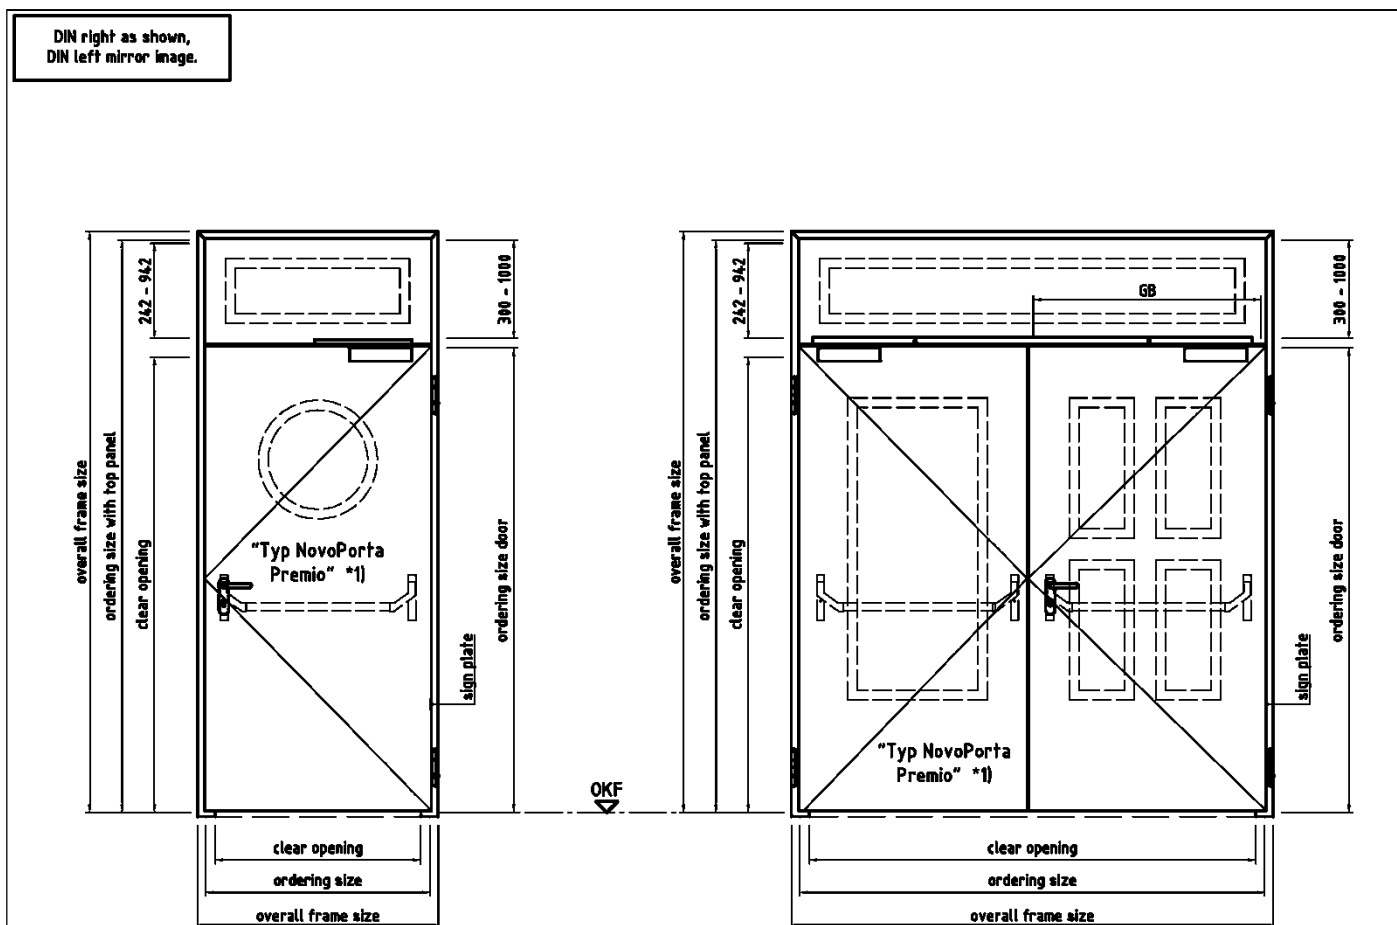 DIN right as shown,
DIN left mirror image.
overall frame size
ordering size with top panel
clear opening
242 - 942
300 - 1000
"Typ NovoPorta
Premio" *1)
ordering size door
sign plate
clear opening
ordering size
overall frame size
OKF
overall frame size
ordering size with top panel
clear opening
242 - 942
GB
300 - 1000
"Typ NovoPorta
Premio" *1)
ordering size door
sign plate
clear opening
ordering size
overall frame size